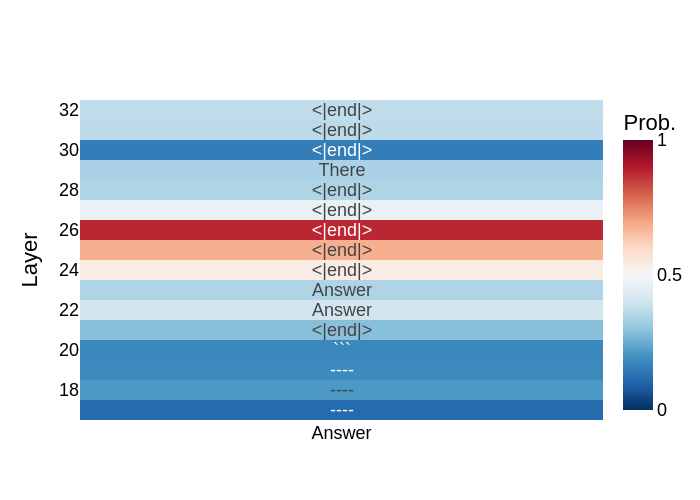 Prob.
32 <|end|> 1
<|end|>
30 <|end|>
There
28 <|end|>
<|end|>
26 <|end|>
<|end|> 0.5
24 <|end|>
Answer
22 Answer
<|end|>
20 ```
----
18 ----
---- 0
Answer
Layer